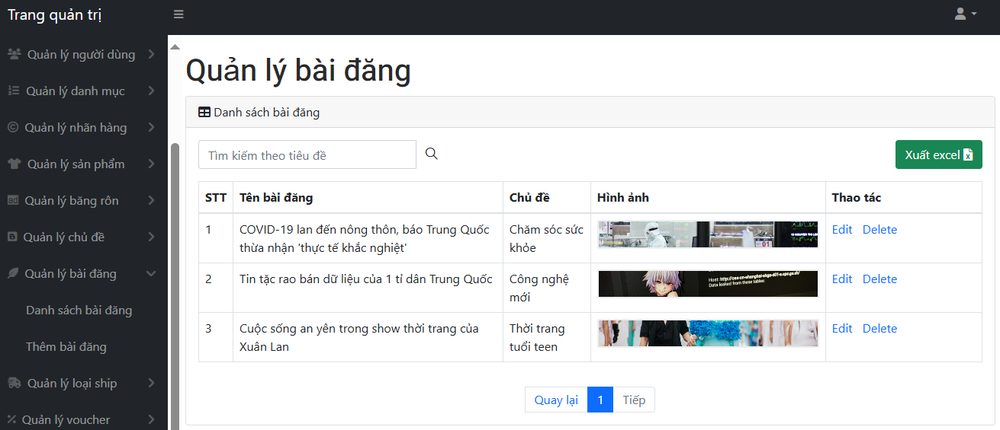 Trang quản trị
Quản lý người dùng
Quản lý danh mục
Quản lý nhãn hàng
Quản lý sản phẩm
Quản lý băng rôn
Quản lý chủ đề
Quản lý bài đăng
Danh sách bài đăng
Thêm bài đăng
Quản lý loại ship
Quản lý voucher
Quản lý bài đăng
Danh sách bài đăng
Tìm kiếm theo tiêu đề
Xuất excel
STT Tên bài đăng Chủ đề Hình ảnh Thao tác
1 COVID-19 lan đến nông thôn, báo Trung Quốc Chăm sóc sức Edit Delete
thừa nhận 'thực tế khắc nghiệt' khỏe
01
2 Tin tặc rao bán dữ liệu của 1 tỉ dân Trung Quốc Công nghệ Edit Delete
mới
Data leaked from these tables:
3 Cuộc sống an yên trong show thời trang của Thời trang Edit Delete
Xuân Lan tuổi teen
Quay lại 1 Tiếp